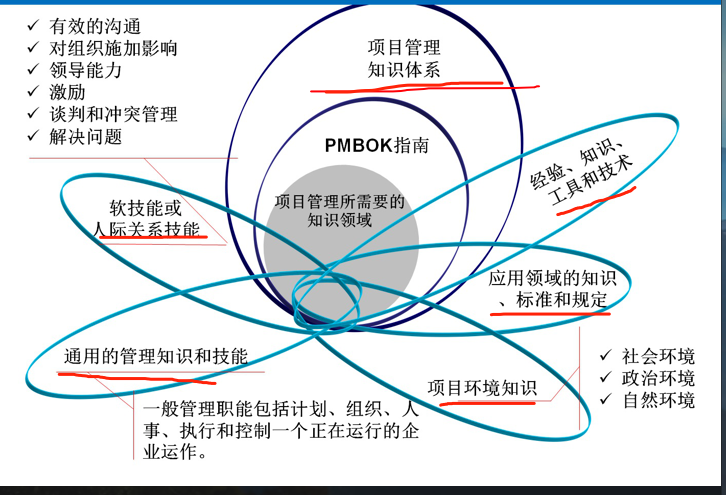 ✓ 有效的沟通
✓ 对组织施加影响
✓ 领导能力
✓ 激励
✓ 谈判和冲突管理
✓ 解决问题
项目管理
知识体系
PMBOK指南
项目管理所需要的
知识领域
经验、知识、
工具和技术
软技能或
人际关系技能
应用领域的知识
、标准和规定
通用的管理知识和技能
项目环境知识
✓ 社会环境
✓ 政治环境
✓ 自然环境
一般管理职能包括计划、组织、人
事、执行和控制一个正在运行的企
业运作。